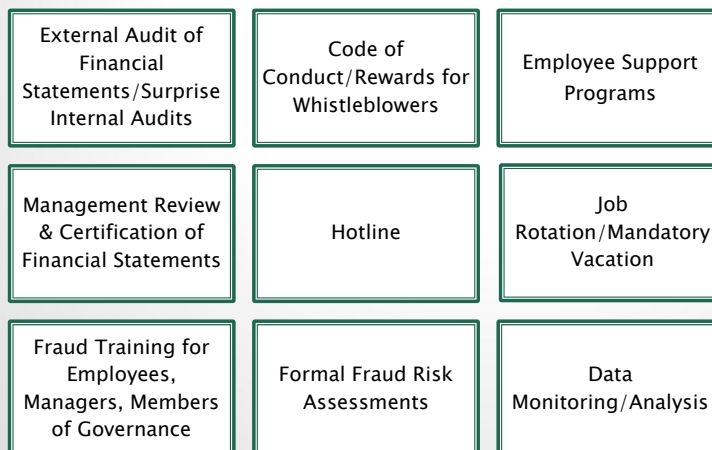 External Audit of
Financial
Statements/Surprise
Internal Audits
Code of
Conduct/Rewards for
Whistleblowers
Employee Support
Programs
Management Review
& Certification of
Financial Statements
Hotline
Job
Rotation/Mandatory
Vacation
Fraud Training for
Employees,
Managers, Members
of Governance
Formal Fraud Risk
Assessments
Data
Monitoring/Analysis